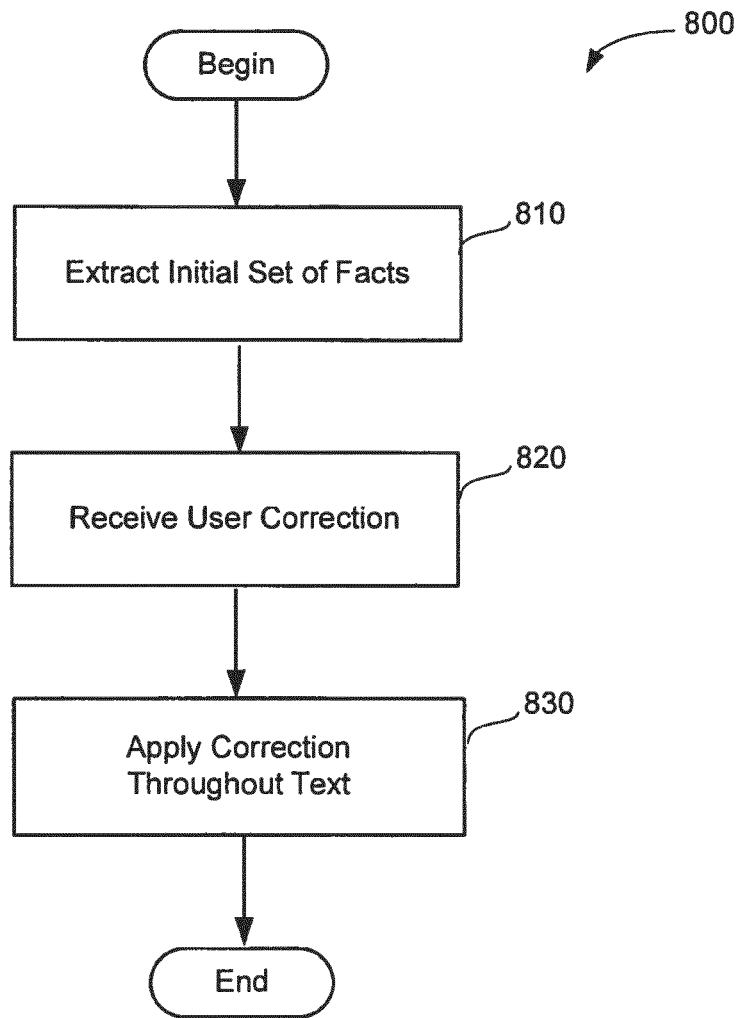 800
Begin
810
Extract Initial Set of Facts
820
Receive User Correction
830
Apply Correction
Throughout Text
End